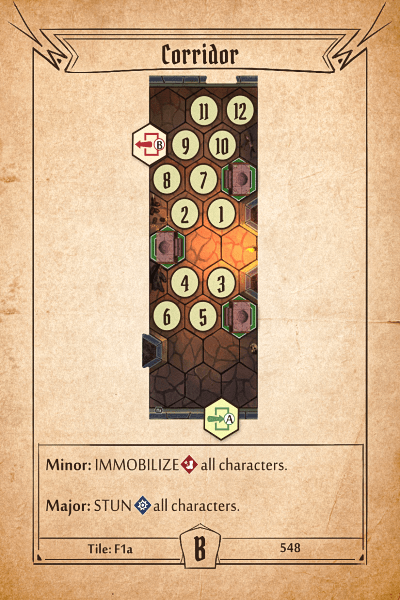 Corridor
11 12
B
9 10
8 7
2 1
4 3
6 5
A
Minor: IMMOBILIZE all characters.
Major: STUN all characters.
Tile: F1a
B
548